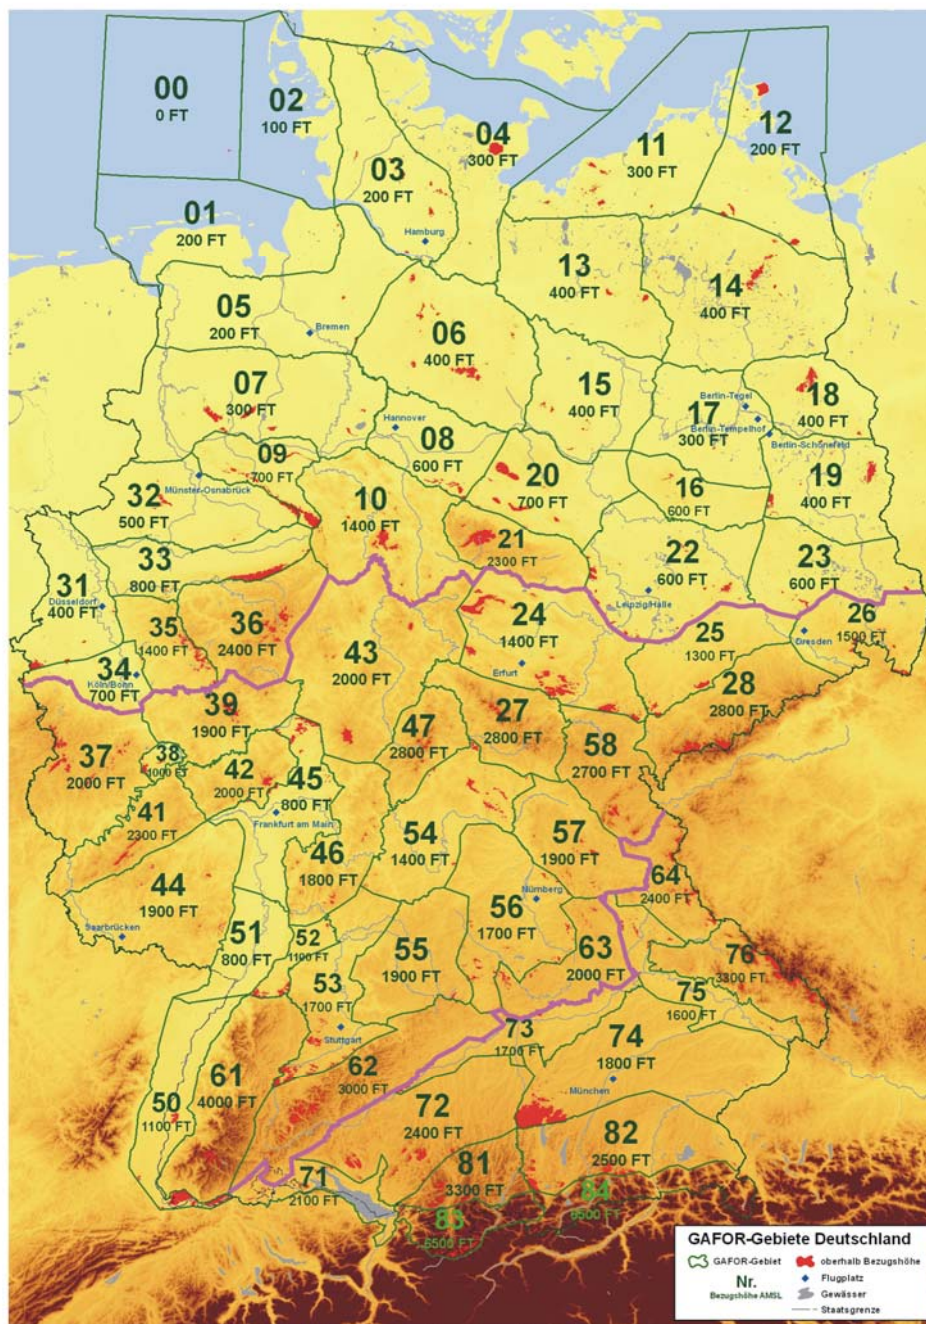 00
0 FT
02
100 FT
04
300 FT
03
200 FT
11
300 FT
12
200 FT
01
200 FT
Hamburg
13
400 FT
14
400 FT
05
200 FT
Bremen
06
400 FT
07
300 FT
15
400 FT
Berlin-Tegel
17
300 FT
Berlin-Tempelhof
18
400 FT
Berlin-Schönefeld
Hannover
08
600 FT
09
700 FT
Münster-Osnabrück
20
700 FT
16
600 FT
19
400 FT
32
500 FT
10
1400 FT
21
2300 FT
22
600 FT
Leipzig/Halle
23
600 FT
33
800 FT
31
Düsseldorf
400 FT
35
1400 FT
36
2400 FT
24
1400 FT
Erfurt
25
1300 FT
26
1500 FT
Dresden
34
Köln/Bonn
700 FT
43
2000 FT
28
2800 FT
39
1900 FT
47
2800 FT
27
2800 FT
58
2700 FT
37
2000 FT
38
1000 FT
42
2000 FT
45
800 FT
Frankfurt am Main
41
2300 FT
54
1400 FT
57
1900 FT
46
1800 FT
44
1900 FT
Saarbrücken
64
2400 FT
Nürnberg
56
1700 FT
51
800 FT
52
1100 FT
55
1900 FT
63
2000 FT
76
3300 FT
53
1700 FT
Stuttgart
75
1600 FT
73
1700 FT
74
1800 FT
München
62
3000 FT
61
4000 FT
50
1100 FT
72
2400 FT
82
2500 FT
81
3300 FT
71
2100 FT
84
6500 FT
83
6500 FT
GAFOR-Gebiete Deutschland
GAFOR-Gebiet
oberhalb Bezugshöhe
Nr.
Bezugshöhe AMSL
Flugplatz
Gewässer
Staatsgrenze